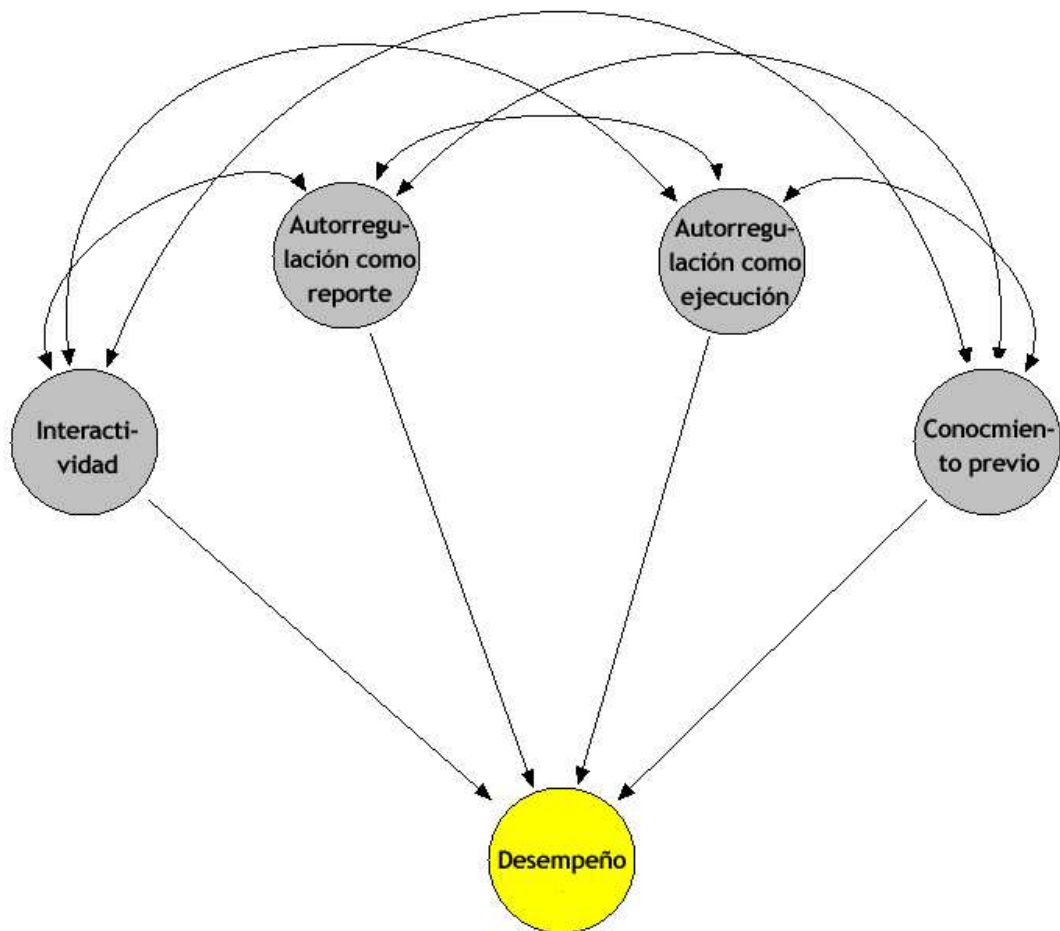 Autorregu-
lación como
reporte
Autorregu-
lación como
ejecución
Interacti-
vidad
Conocmien-
to previo
Desempeño